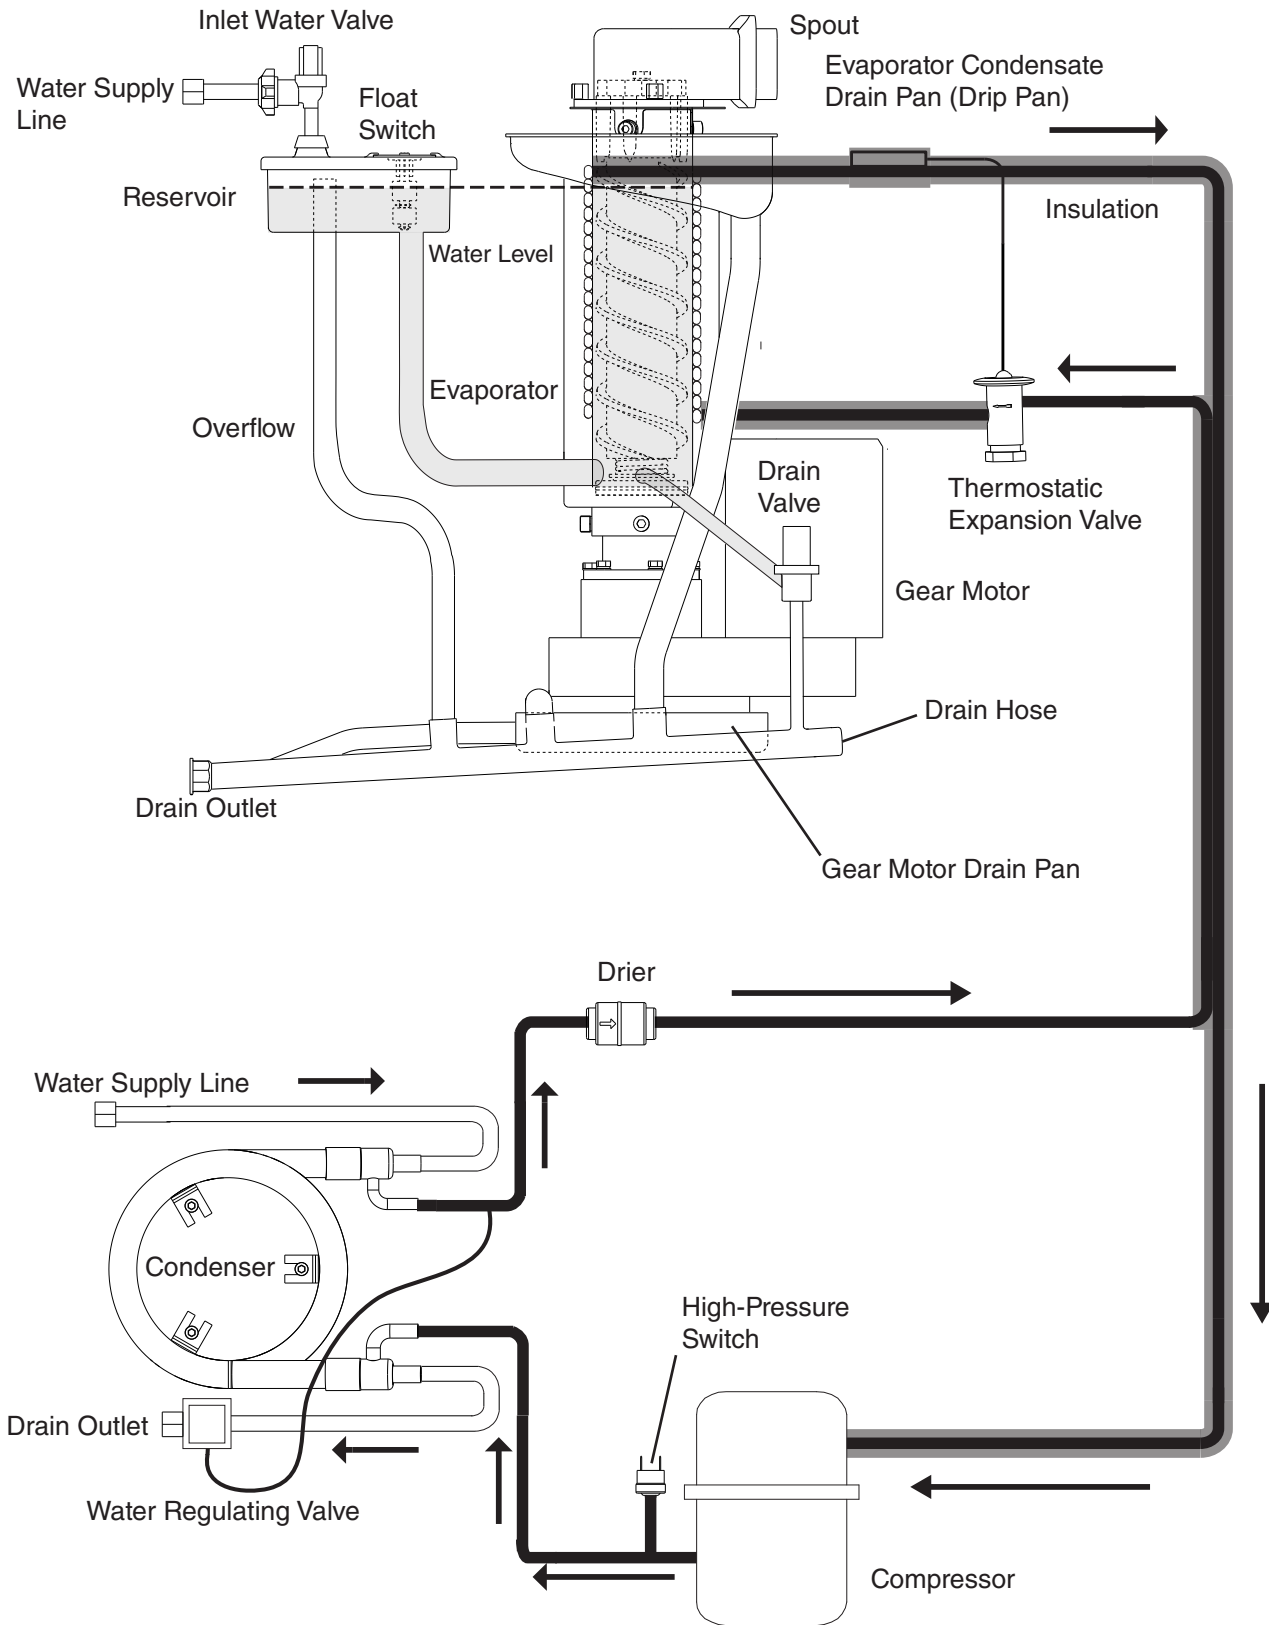 Inlet Water Valve
Spout
Water Supply
Line
Float
Switch
Evaporator Condensate
Drain Pan (Drip Pan)
Reservoir
Insulation
Water Level
Evaporator
Overflow
Drain
Valve
Thermostatic
Expansion Valve
Gear Motor
Drain Hose
Drain Outlet
Gear Motor Drain Pan
Drier
Water Supply Line
Condenser
High-Pressure
Switch
Drain Outlet
Water Regulating Valve
Compressor